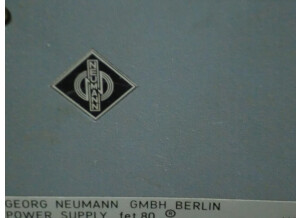 NEUMANN
GEORG NEUMANN GMBH BERLIN
POWER SUPPLY fet 80 ®